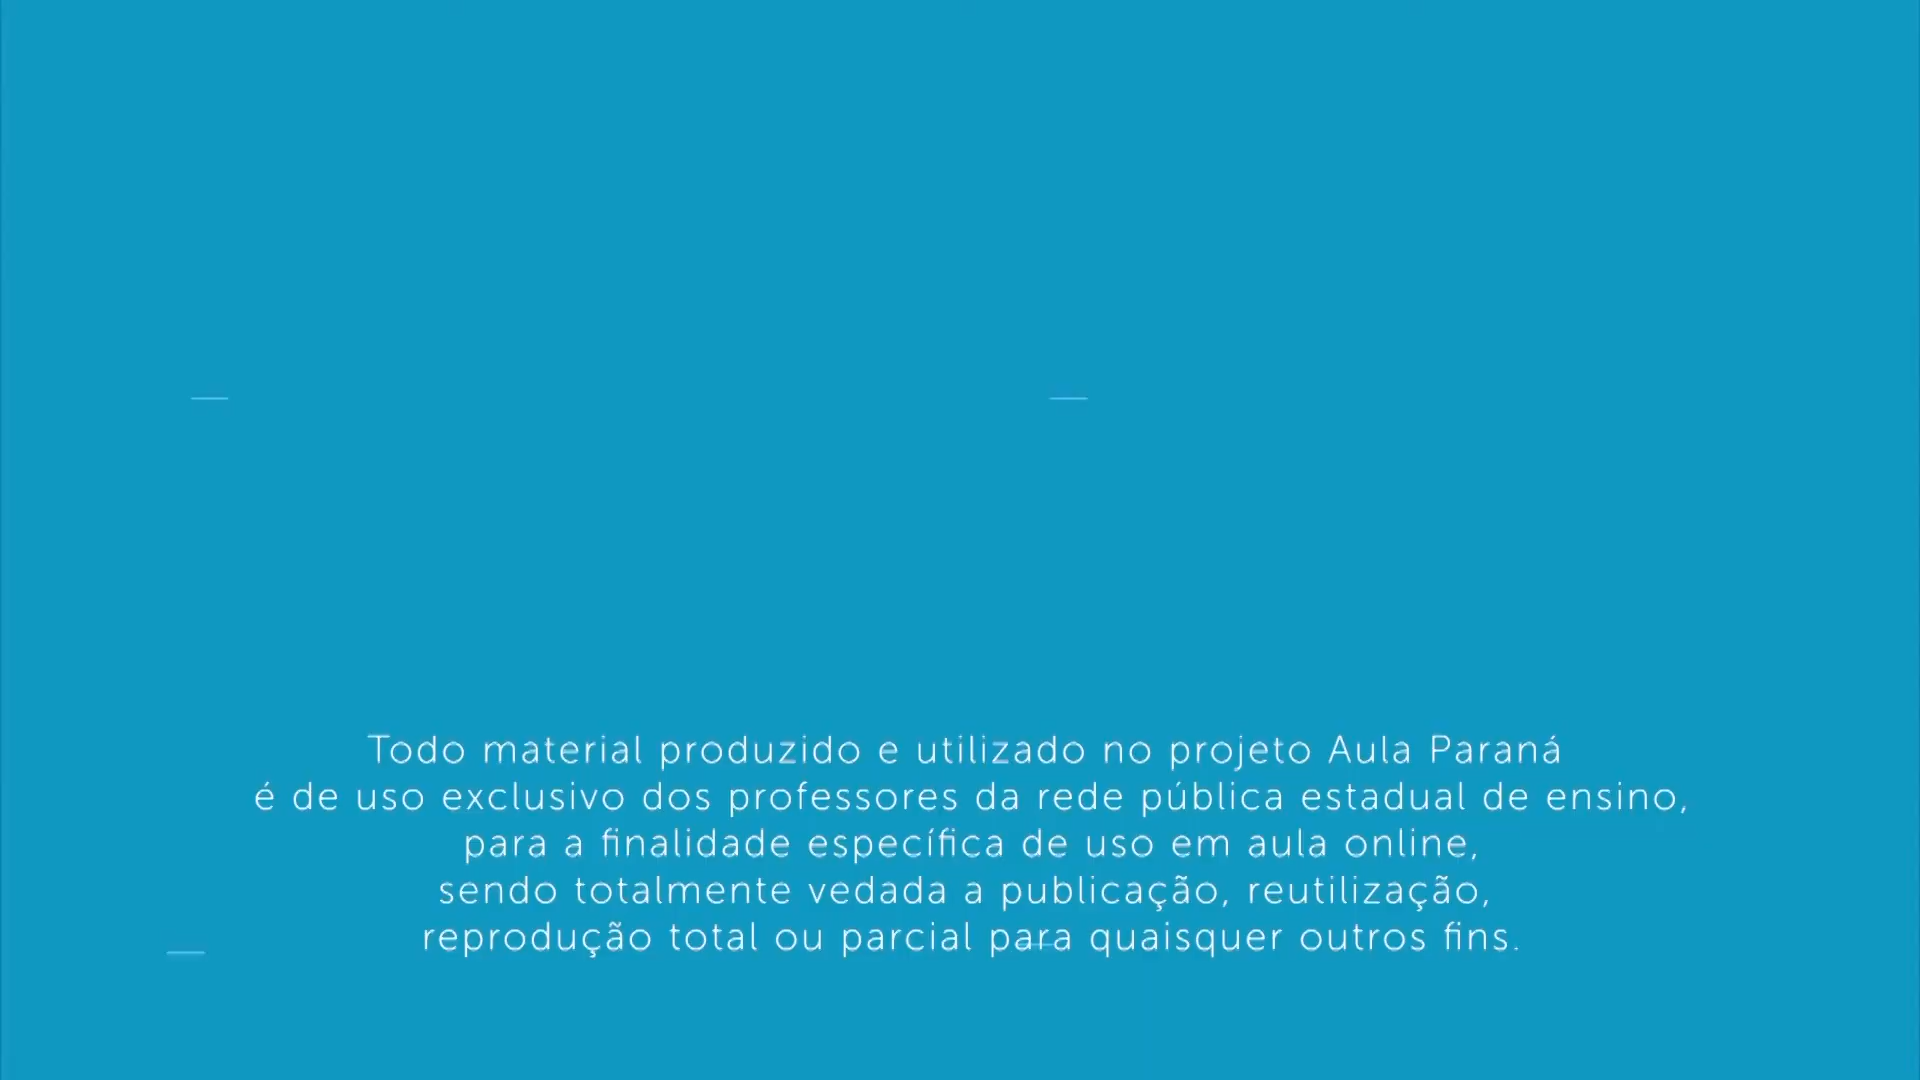 Todo material produzido e utilizado no projeto Aula Paraná
é de uso exclusivo dos professores da rede pública estadual de ensino,
para a finalidade específica de uso em aula online,
sendo totalmente vedada a publicação, reutilização,
reprodução total ou parcial para quaisquer outros fins.